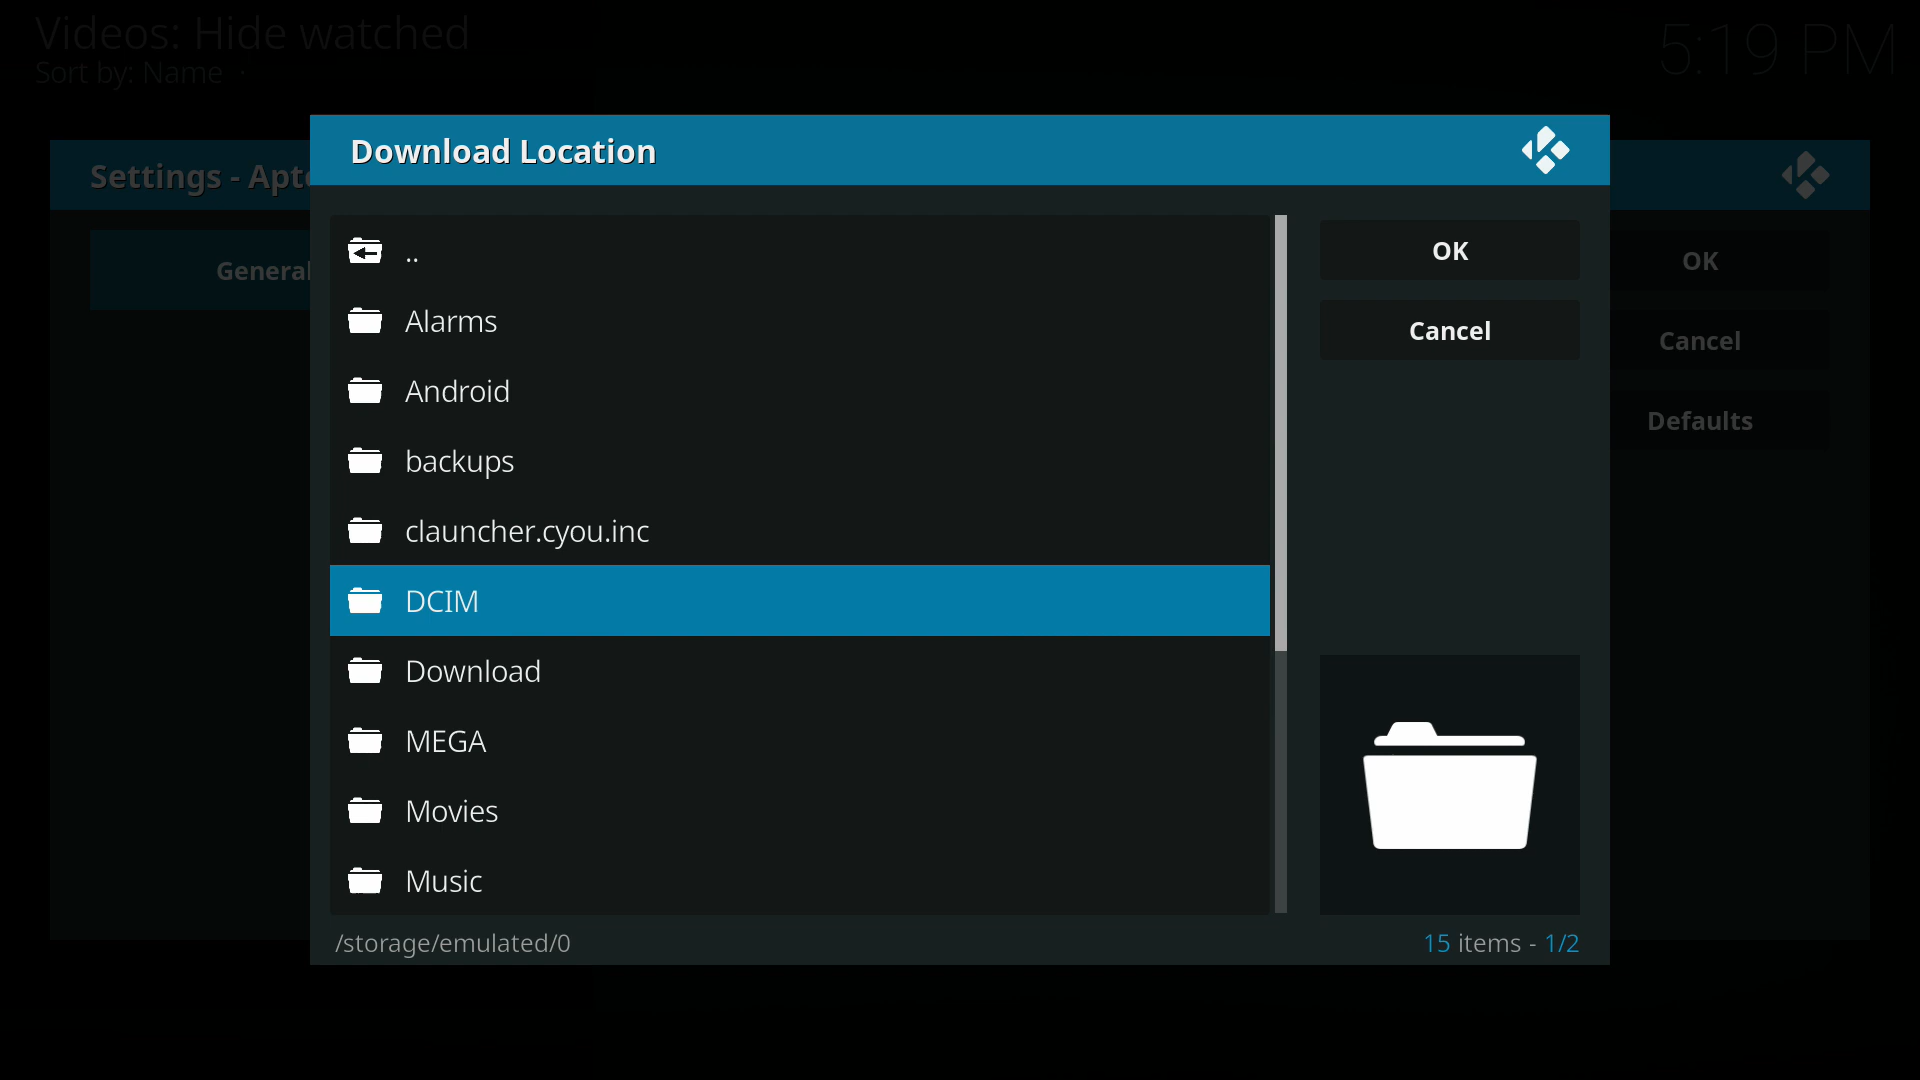 Videos: Hide watched
Sort by: Name ·
5:19 PM
Settings - Apt
Download Location
General
..
Alarms
Android
backups
clauncher.cyou.inc
DCIM
Download
MEGA
Movies
Music
OK
Cancel
OK
Cancel
Defaults
/storage/emulated/0
15 items - 1/2